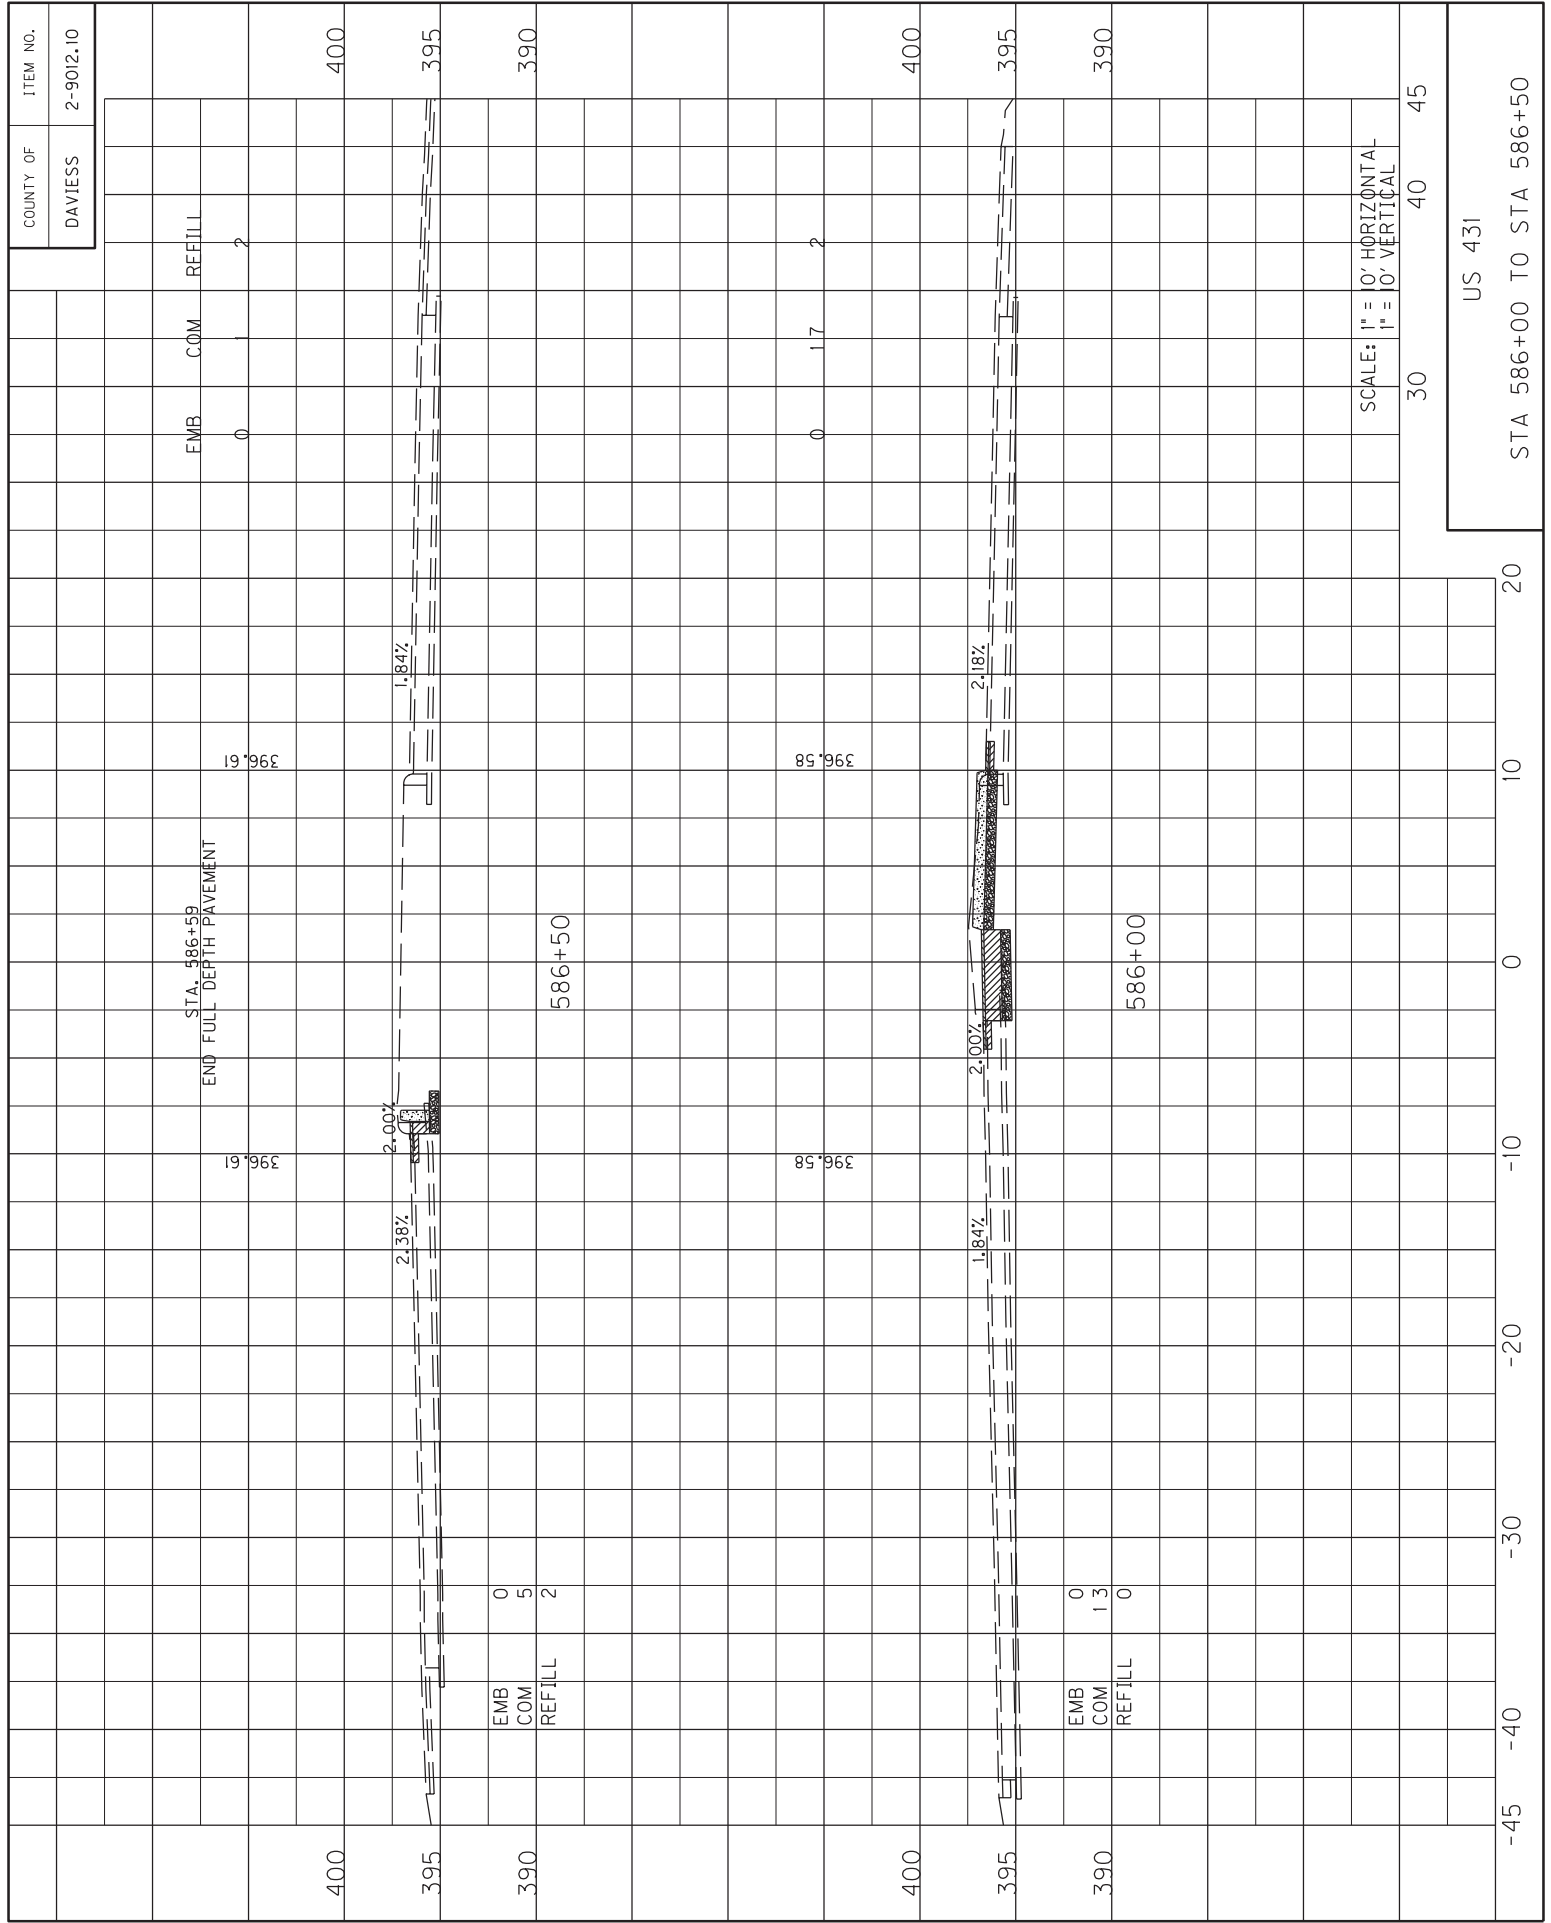 COUNTY OF ITEM NO.
DAVIESS 2-9012.10
EMB COM REFILL
0 1 2
STA. 586+59
END FULL DEPTH PAVEMENT
396.61 396.61
400 400
2.00%
2.38% 1.84%
395 395
EMB 0
COM 5
REFILL 2
390 390
586+50
0 17 2
396.58 396.58
400 400
2.00%
1.84% 2.18%
395 395
EMB 0
COM 13
REFILL 0
390 390
586+00
SCALE: 1" = 10' HORIZONTAL
1" = 10' VERTICAL
30 40 45
US 431
-45 -40 -30 -20 -10 0 10 20
STA 586+00 TO STA 586+50